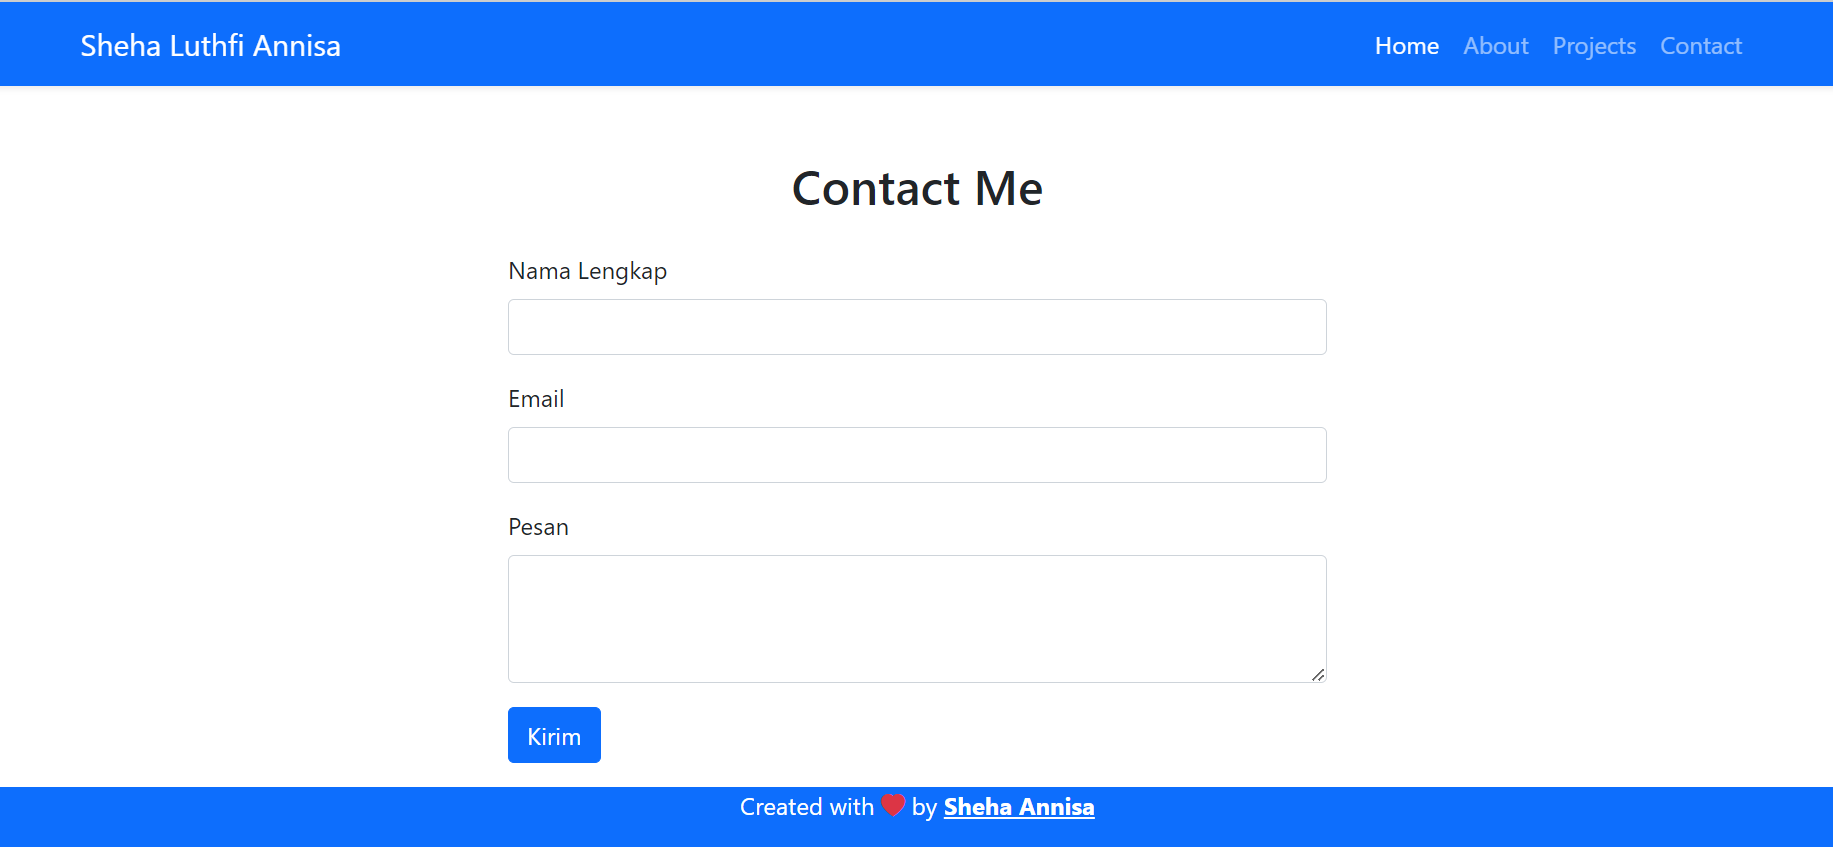 Sheha Luthfi Annisa Home About Projects Contact
Contact Me
Nama Lengkap
Email
Pesan
Kirim
Created with ❤️ by Sheha Annisa